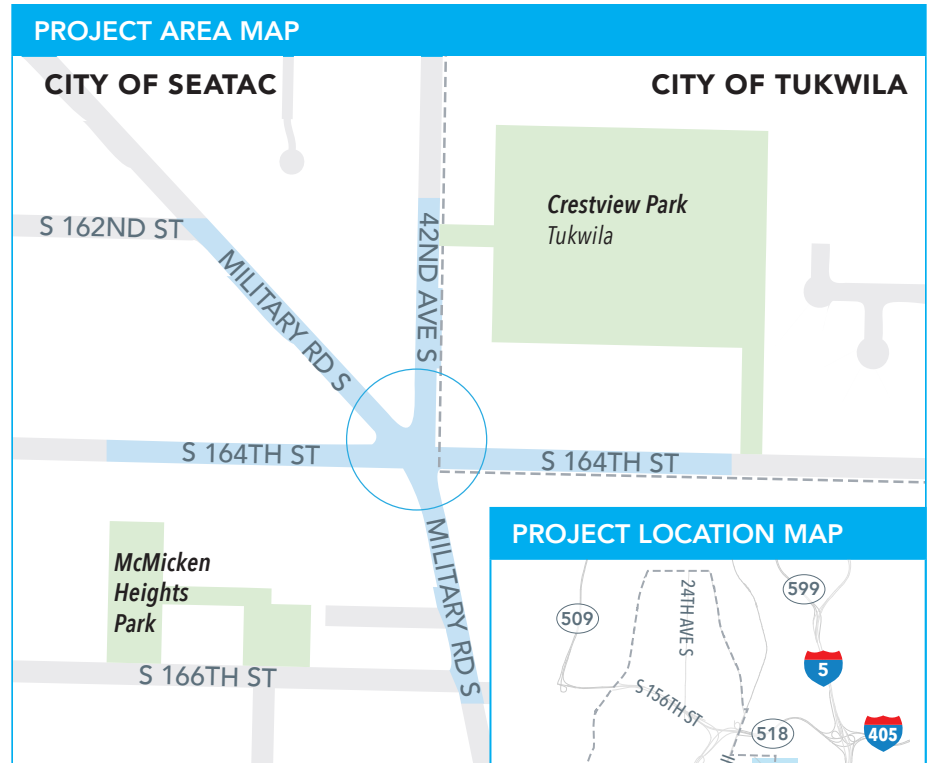 PROJECT AREA MAP
CITY OF SEATAC
CITY OF TUKWILA
Crestview Park
Tukwila
S 162ND ST
42ND AVE S
MILITARY RD S
S 164TH ST
S 164TH ST
MILITARY RD S
McMicken
Heights
Park
S 166TH ST
PROJECT LOCATION MAP
24TH AVE S
599
509
5
S 156TH ST
518
405